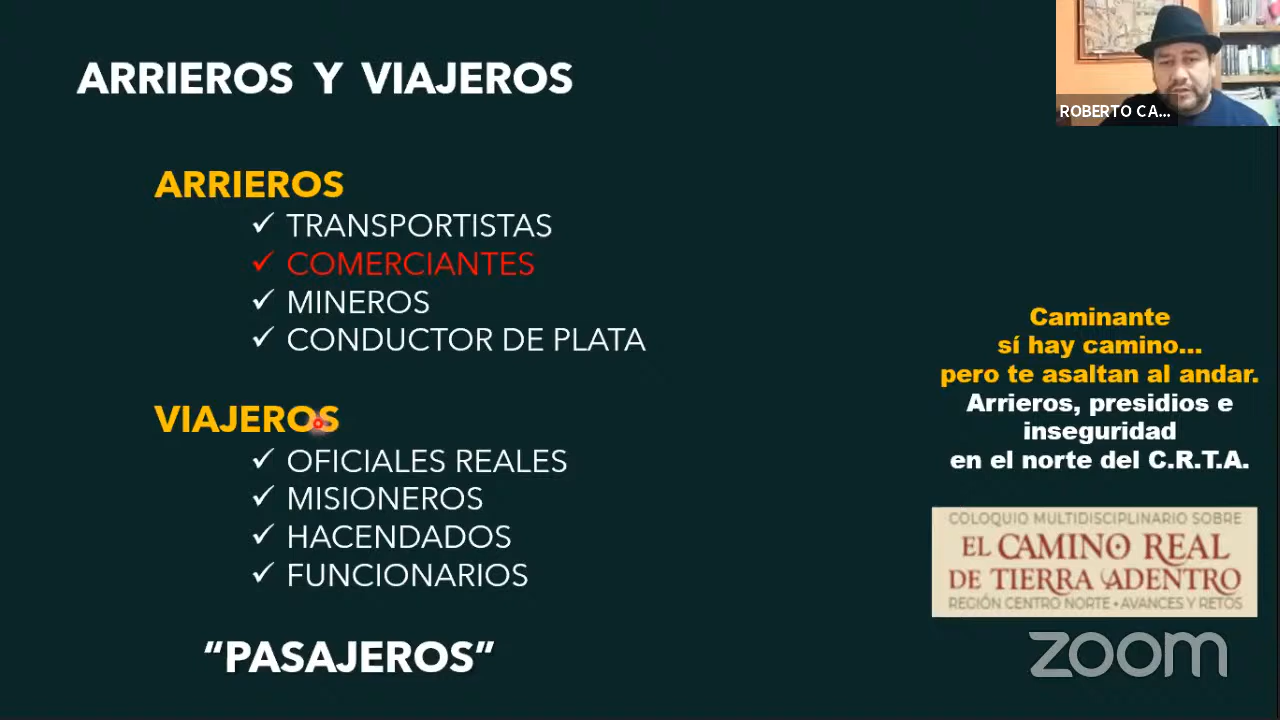 ARRIEROS Y VIAJEROS
ROBERTO CA...
ARRIEROS
✓ TRANSPORTISTAS
✓ COMERCIANTES
✓ MINEROS
✓ CONDUCTOR DE PLATA
VIAJEROS
✓ OFICIALES REALES
✓ MISIONEROS
✓ HACENDADOS
✓ FUNCIONARIOS
“PASAJEROS”
Caminante
sí hay camino...
pero te asaltan al andar.
Arrieros, presidios e
inseguridad
en el norte del C.R.T.A.
COLOQUIO MULTIDISCIPLINARIO SOBRE
EL CAMINO REAL
DE TIERRA ADENTRO
REGIÓN CENTRO NORTE • AVANCES Y RETOS
zoom